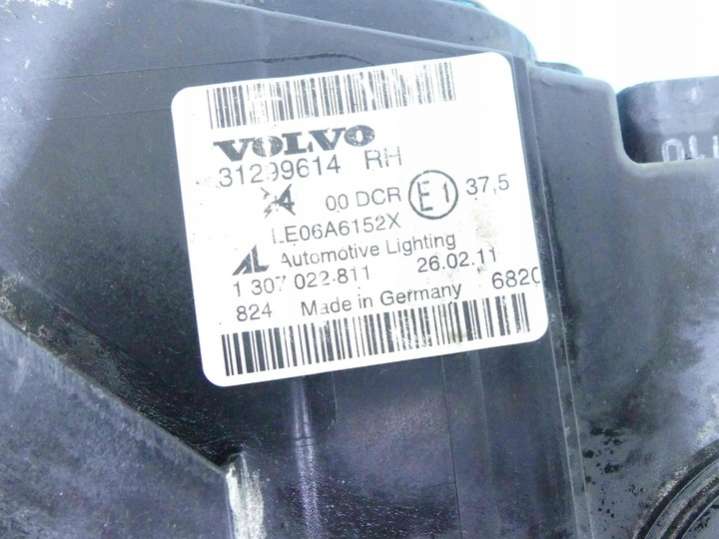 VOLVO
31299614 RH
00 DCR E1 37,5
LE06A6152X
AL Automotive Lighting
1 307 022-811 26.02.11
824 Made in Germany 6820